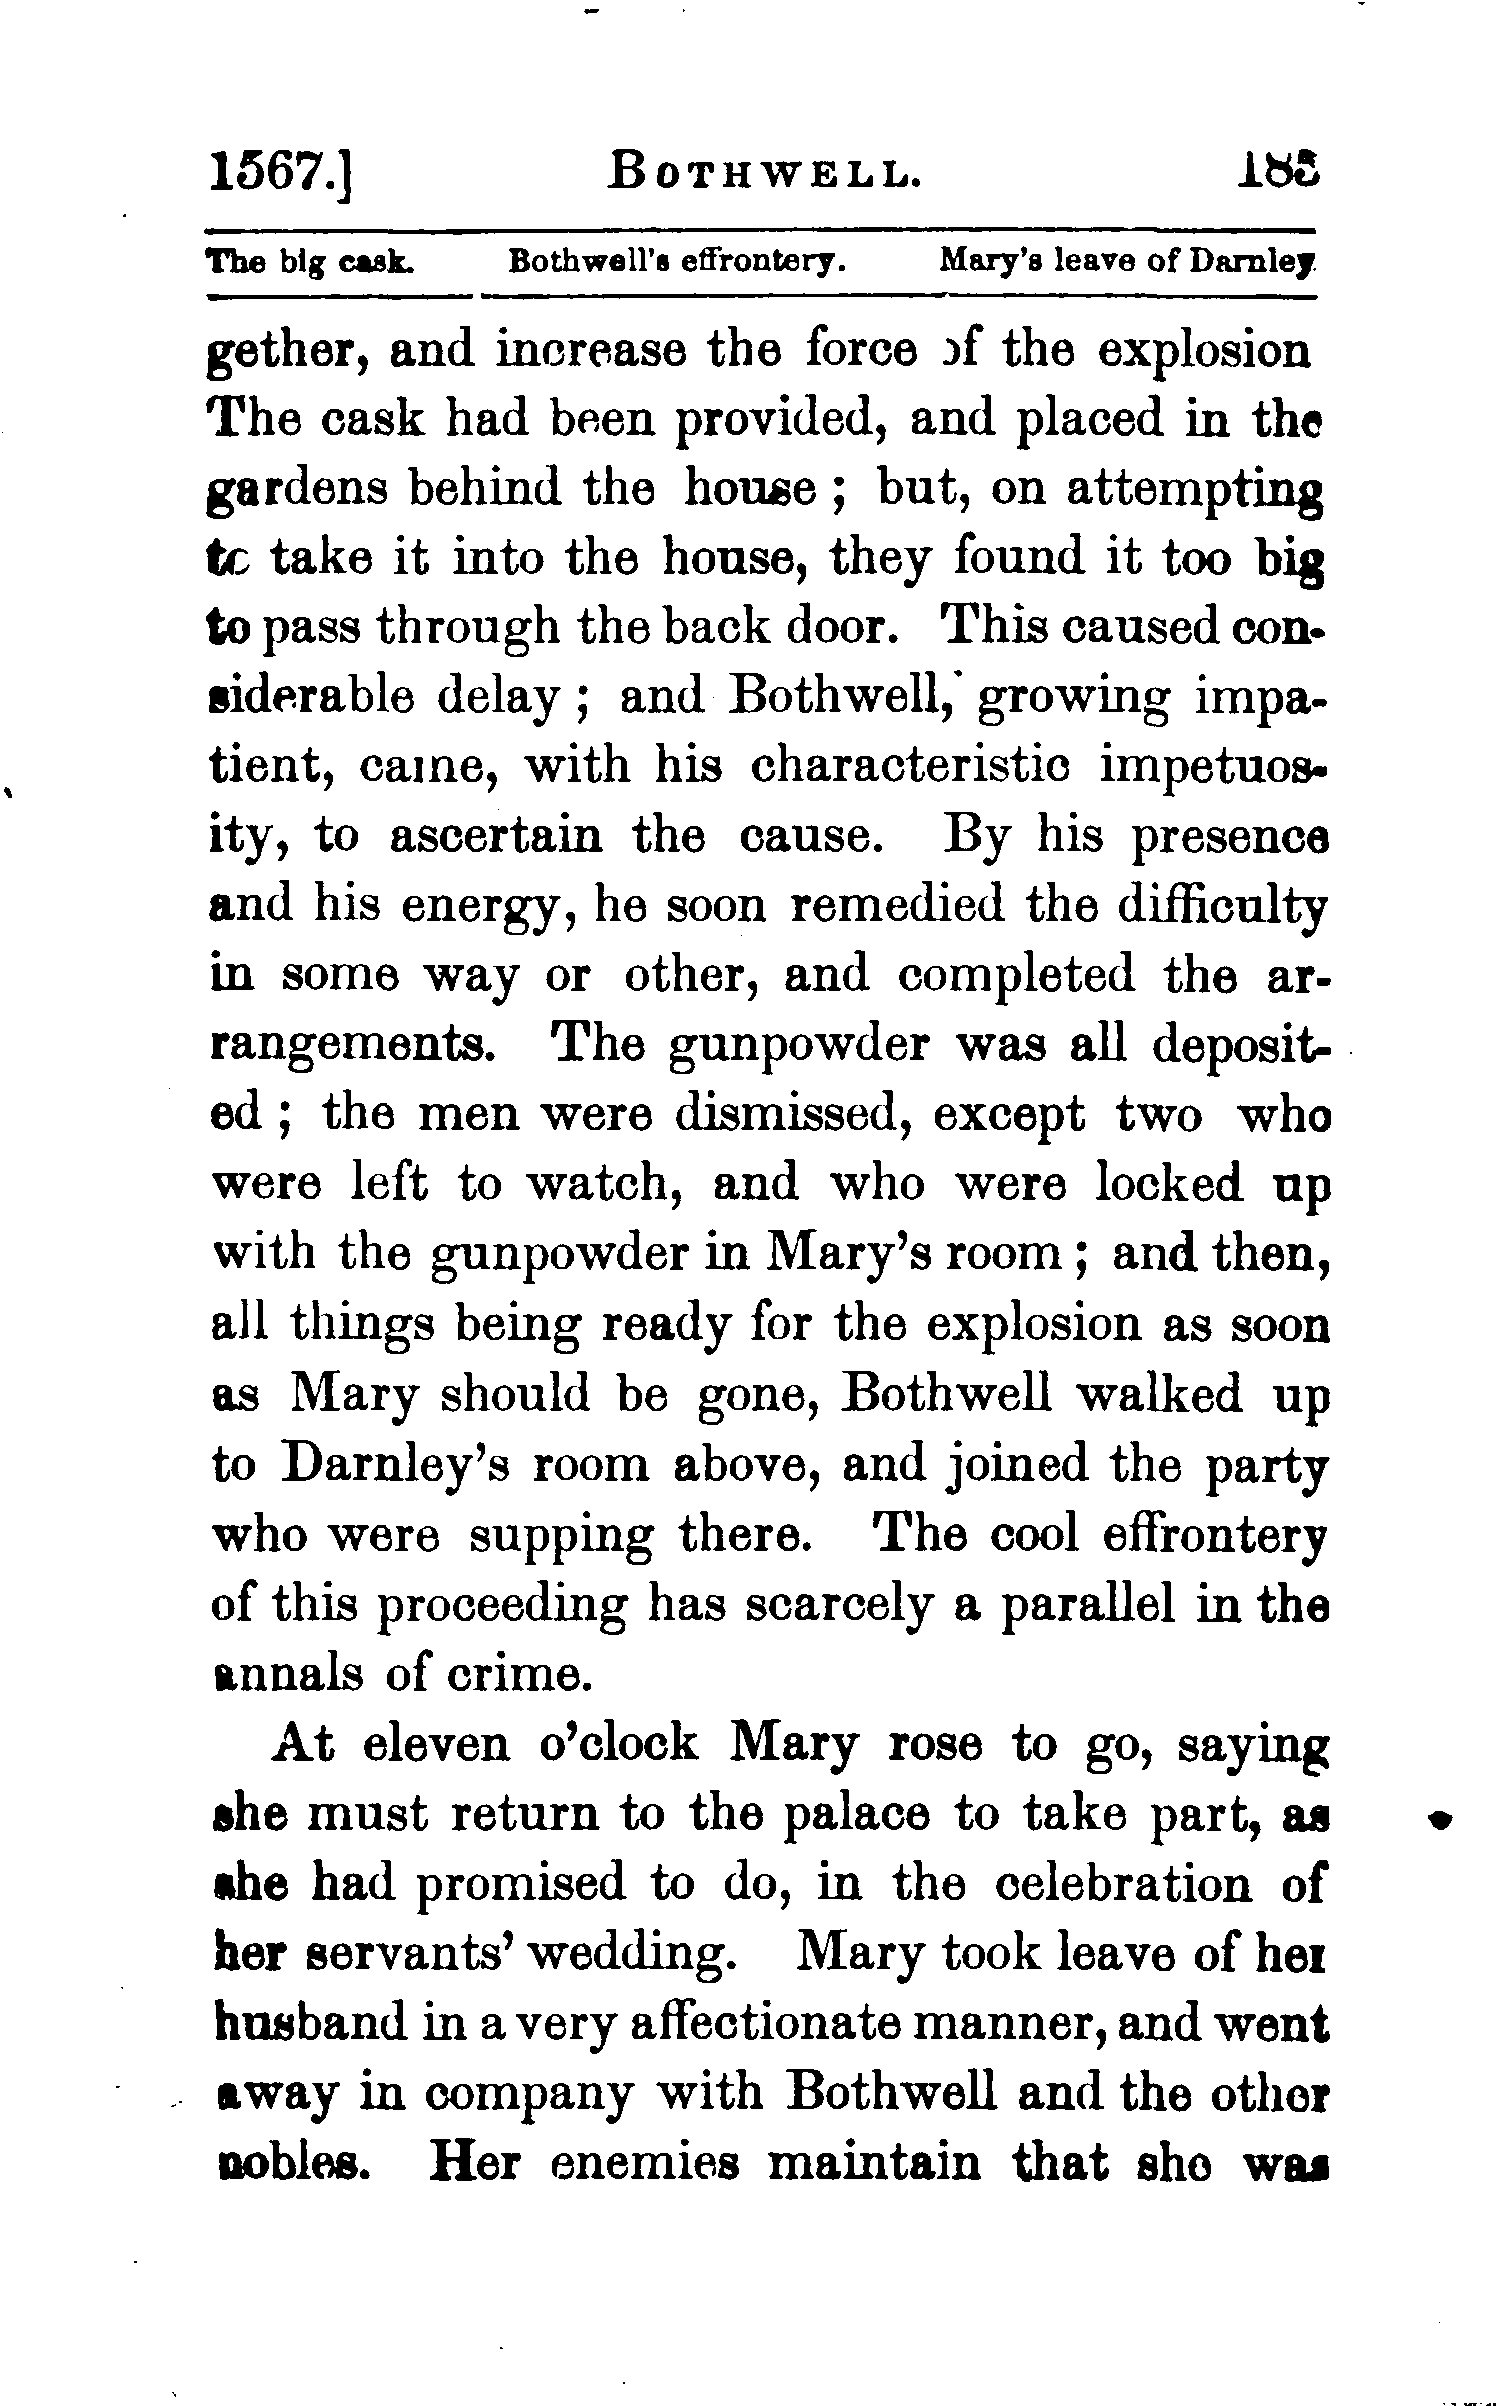 1567.] BOTHWELL. 183
The big cask. Bothwell's effrontery. Mary's leave of Darnley.
gether, and increase the force of the explosion
The cask had been provided, and placed in the
gardens behind the house ; but, on attempting
to take it into the house, they found it too big
to pass through the back door. This caused con-
siderable delay ; and Bothwell, growing impa-
tient, came, with his characteristic impetuos-
ity, to ascertain the cause. By his presence
and his energy, he soon remedied the difficulty
in some way or other, and completed the ar-
rangements. The gunpowder was all deposit-
ed ; the men were dismissed, except two who
were left to watch, and who were locked up
with the gunpowder in Mary's room ; and then,
all things being ready for the explosion as soon
as Mary should be gone, Bothwell walked up
to Darnley's room above, and joined the party
who were supping there. The cool effrontery
of this proceeding has scarcely a parallel in the
annals of crime.
At eleven o'clock Mary rose to go, saying
she must return to the palace to take part, as
she had promised to do, in the celebration of
her servants' wedding. Mary took leave of her
husband in a very affectionate manner, and went
away in company with Bothwell and the other
nobles. Her enemies maintain that she was